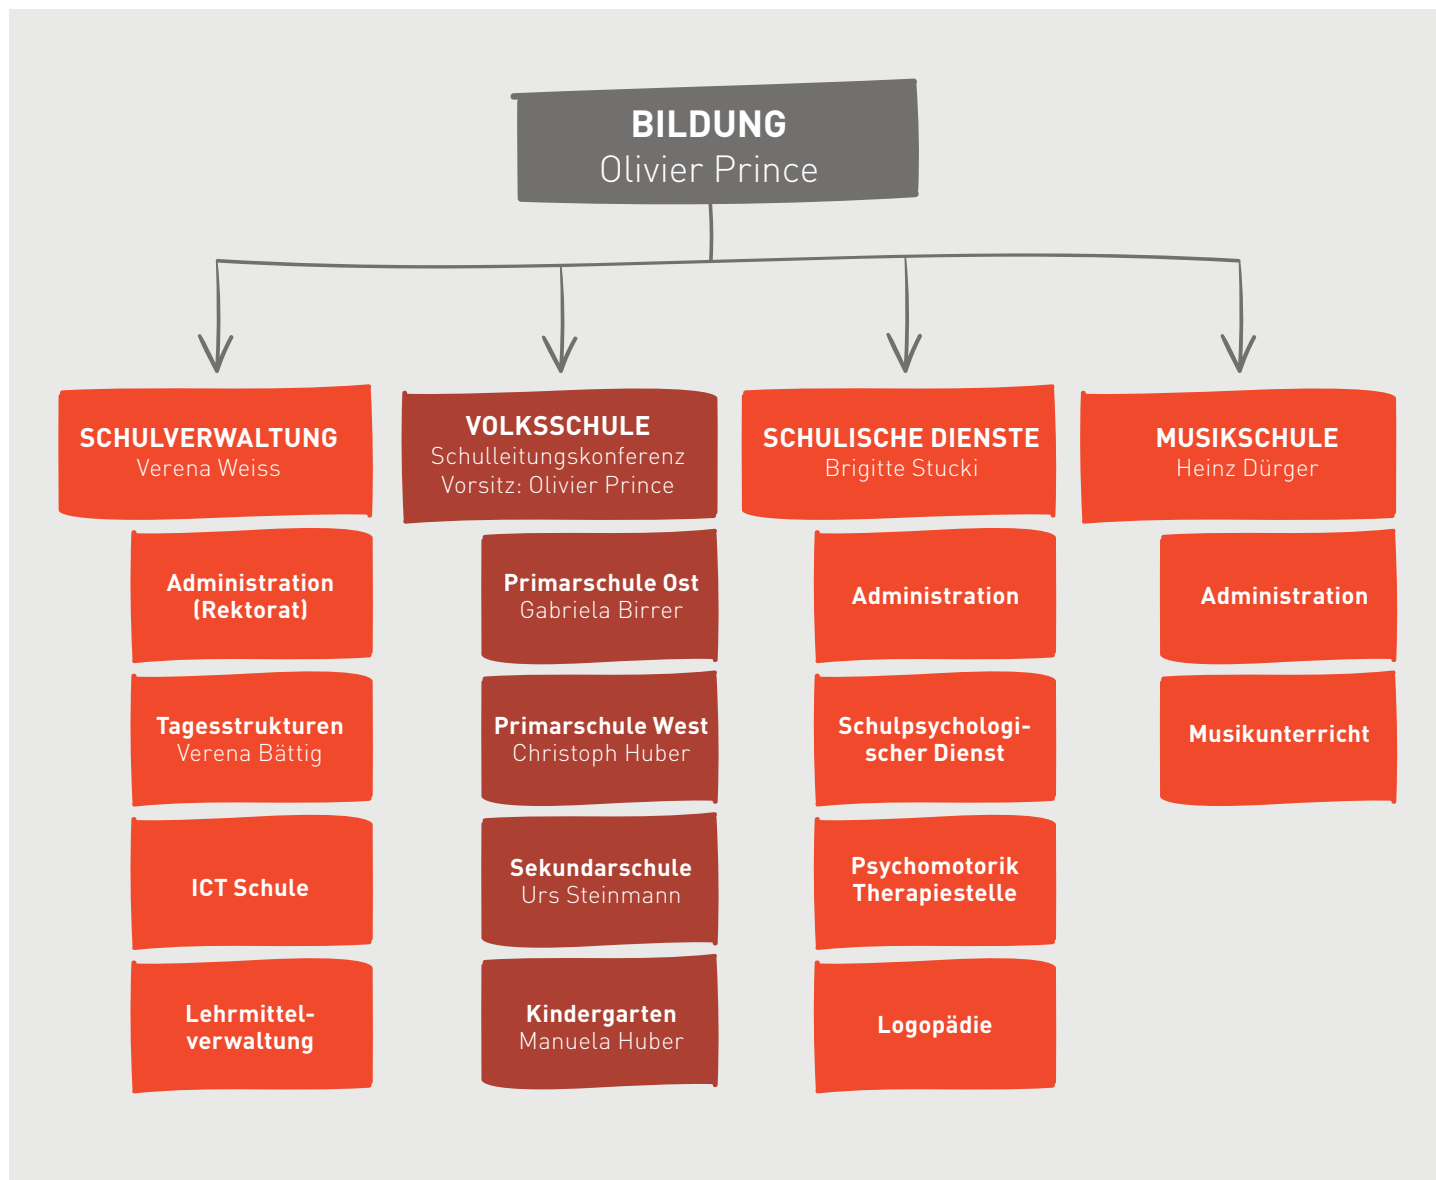 BILDUNG
Olivier Prince
SCHULVERWALTUNG
Verena Weiss
Administration
(Rektorat)
Tagesstrukturen
Verena Bättig
ICT Schule
Lehrmittel-
verwaltung
VOLKSSCHULE
Schulleitungskonferenz
Vorsitz: Olivier Prince
Primarschule Ost
Gabriela Birrer
Primarschule West
Christoph Huber
Sekundarschule
Urs Steinmann
Kindergarten
Manuela Huber
SCHULISCHE DIENSTE
Brigitte Stucki
Administration
Schulpsychologi-
scher Dienst
Psychomotorik
Therapiestelle
Logopädie
MUSIKSCHULE
Heinz Dürger
Administration
Musikunterricht